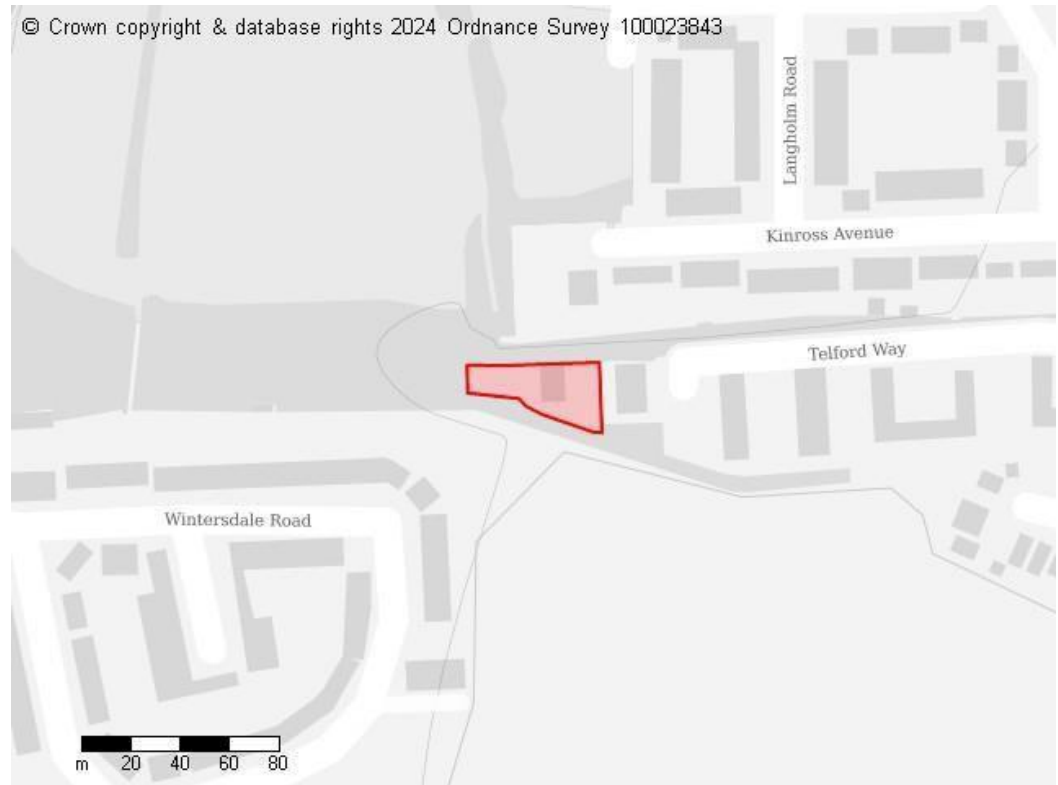 © Crown copyright & database rights 2024 Ordnance Survey 100023843
Langholm Road
Kinross Avenue
Telford Way
Wintersdale Road
m 20 40 60 80